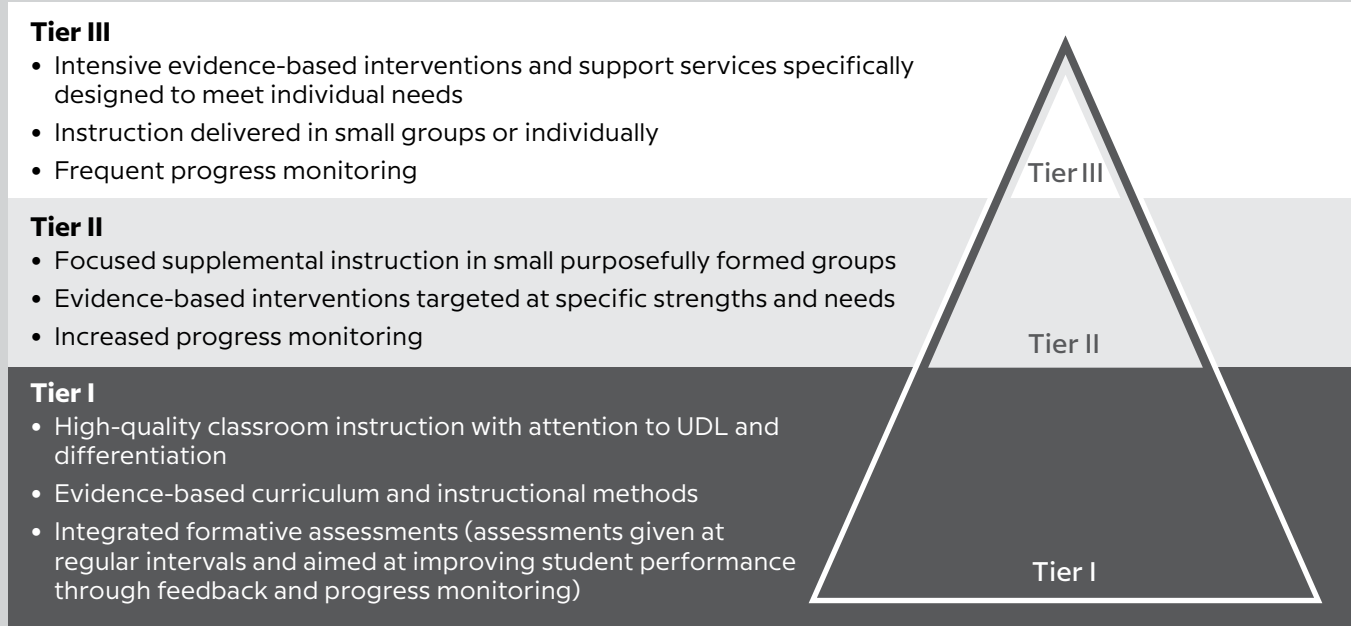 Tier III
• Intensive evidence-based interventions and support services specifically
designed to meet individual needs
• Instruction delivered in small groups or individually
• Frequent progress monitoring
Tier III
Tier II
• Focused supplemental instruction in small purposefully formed groups
• Evidence-based interventions targeted at specific strengths and needs
• Increased progress monitoring
Tier II
Tier I
• High-quality classroom instruction with attention to UDL and
differentiation
• Evidence-based curriculum and instructional methods
• Integrated formative assessments (assessments given at
regular intervals and aimed at improving student performance
through feedback and progress monitoring)
Tier I